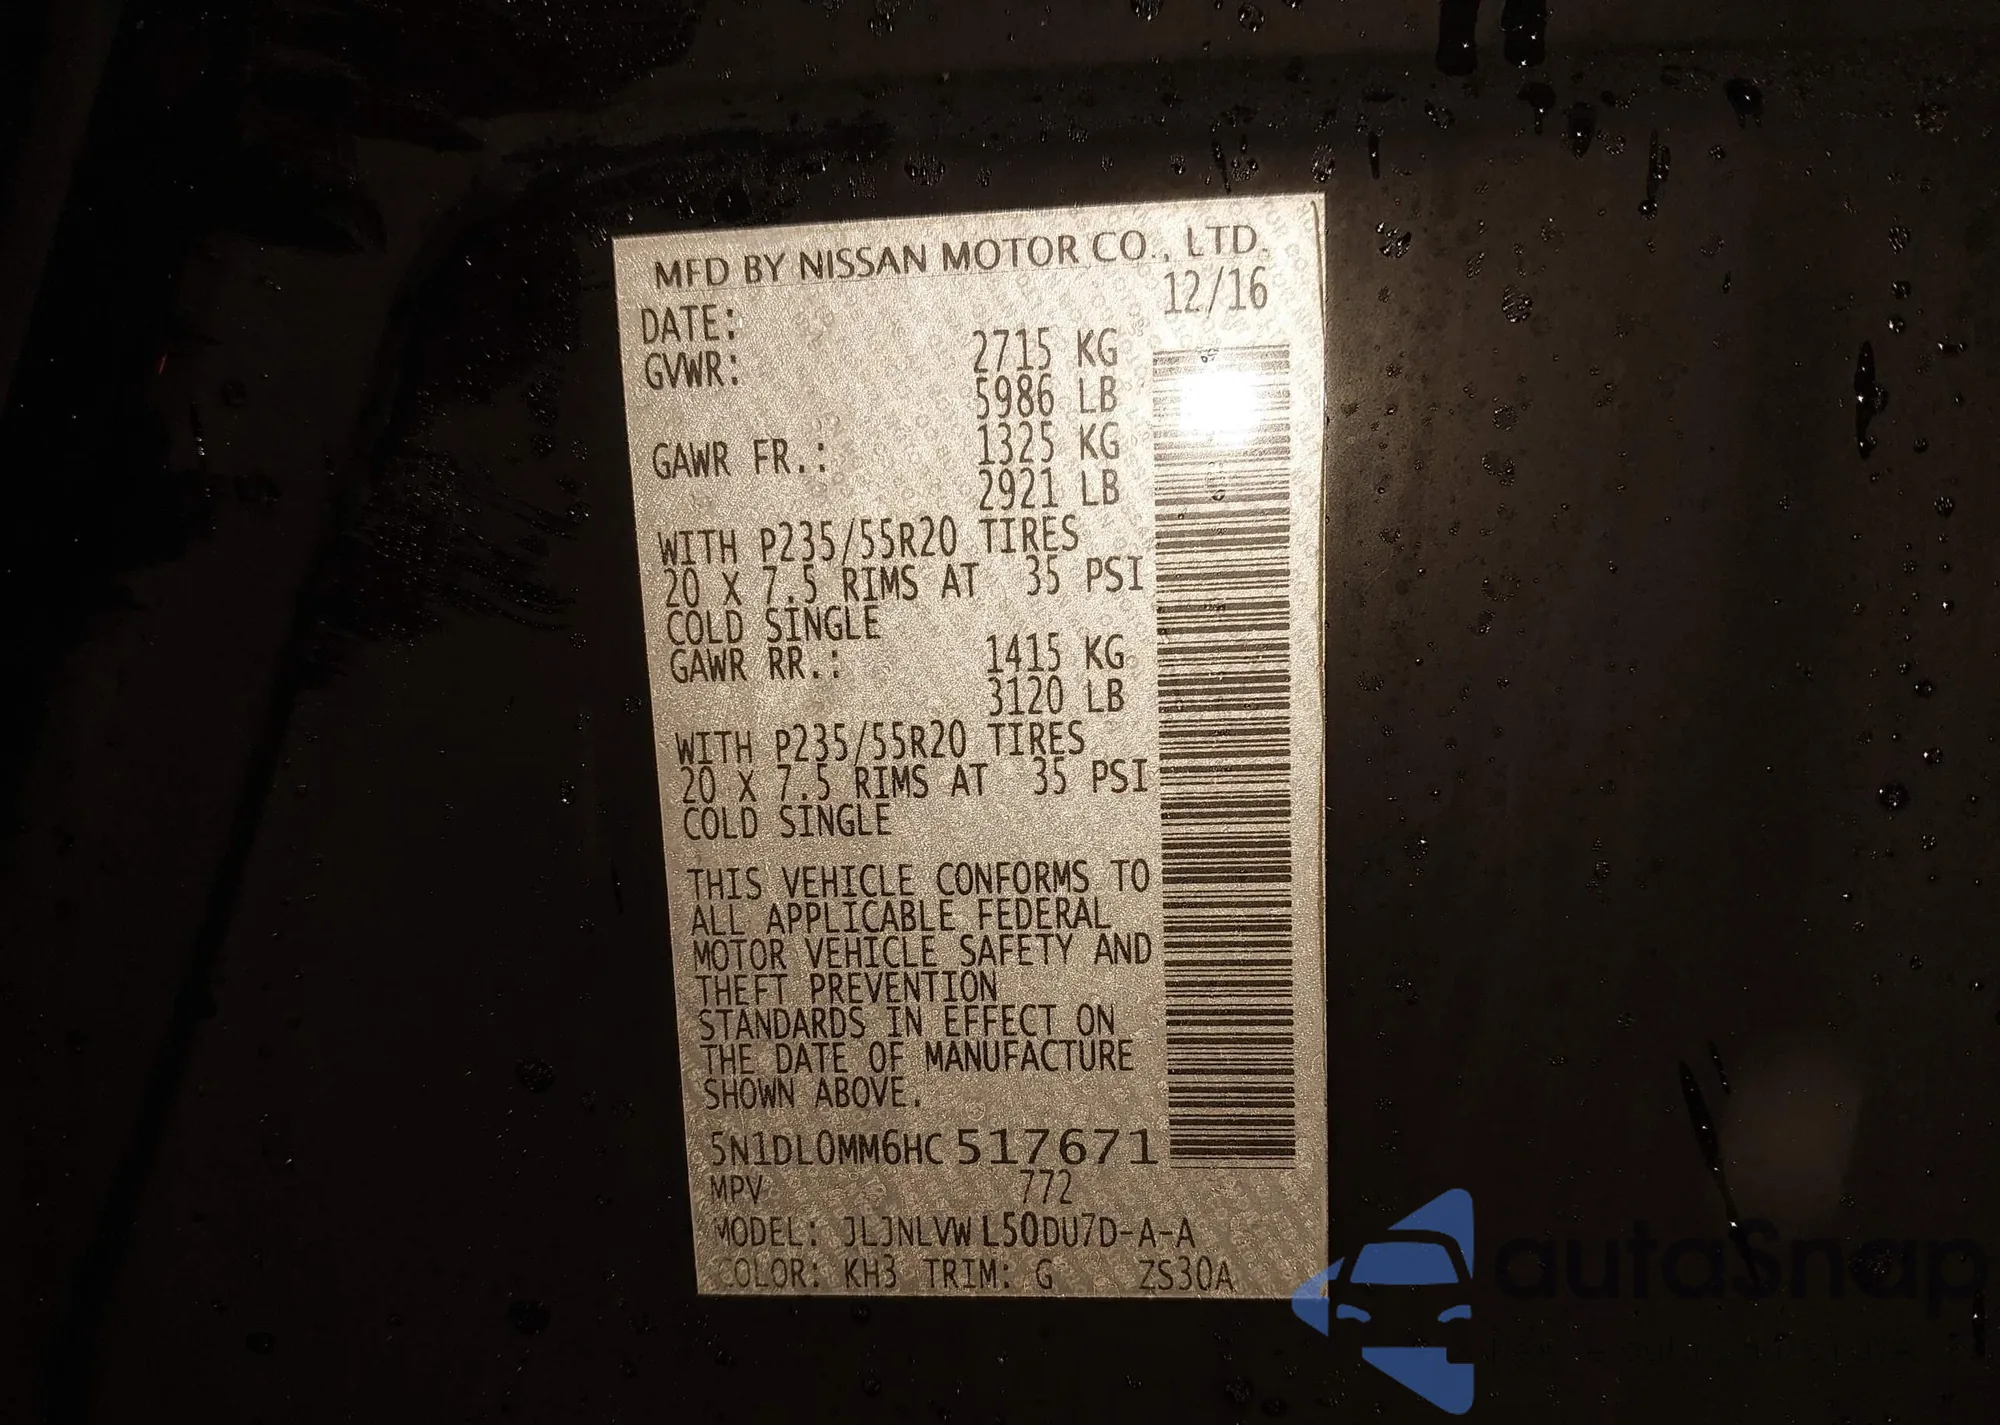 MFD BY NISSAN MOTOR CO., LTD.
DATE: 12/16
GVWR: 2715 KG
5986 LB
GAWR FR.: 1325 KG
2921 LB
WITH P235/55R20 TIRES
20 X 7.5 RIMS AT 35 PSI
COLD SINGLE
GAWR RR.: 1415 KG
3120 LB
WITH P235/55R20 TIRES
20 X 7.5 RIMS AT 35 PSI
COLD SINGLE
THIS VEHICLE CONFORMS TO
ALL APPLICABLE FEDERAL
MOTOR VEHICLE SAFETY AND
THEFT PREVENTION
STANDARDS IN EFFECT ON
THE DATE OF MANUFACTURE
SHOWN ABOVE.
5N1DL0MM6HC517671
MPV 772
MODEL: JLJNLVWL50DU7D-A-A
COLOR: KH3 TRIM: G ZS30A
autosnap